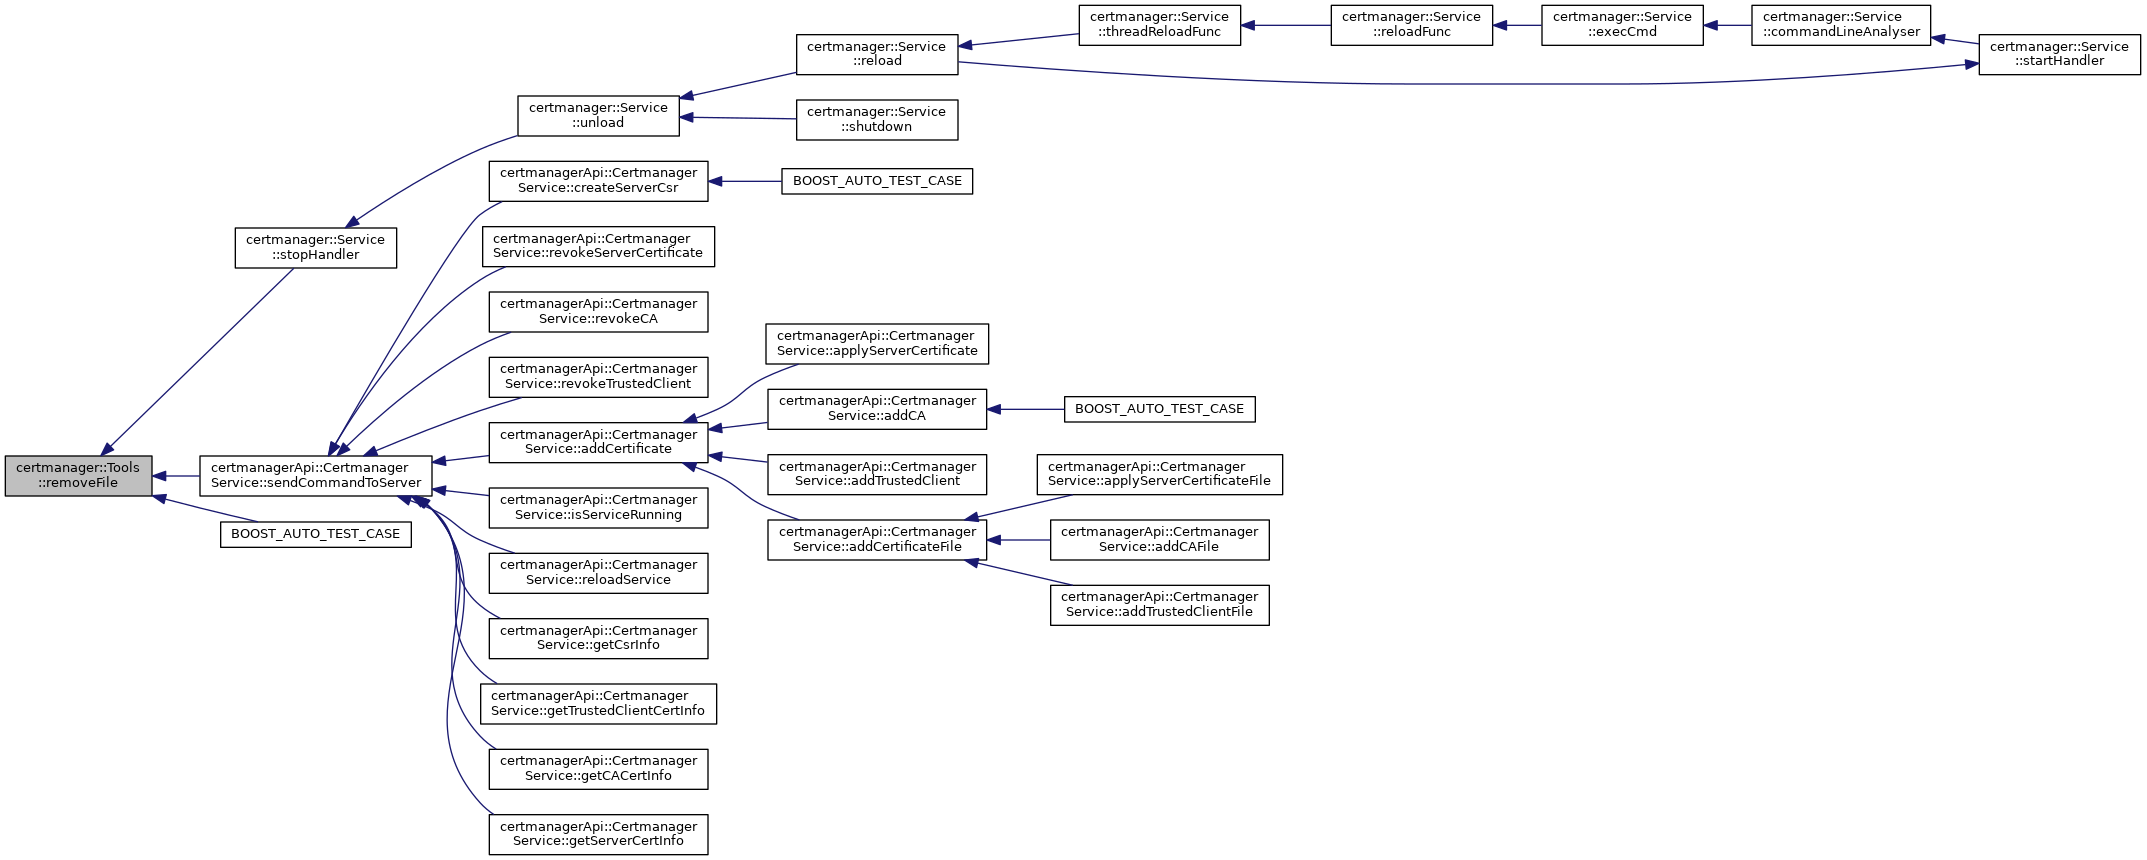 certmanager::Service
::threadReloadFunc
certmanager::Service
::reloadFunc
certmanager::Service
::execCmd
certmanager::Service
::commandLineAnalyser
certmanager::Service
::startHandler
certmanager::Service
::reload
certmanager::Service
::unload
certmanager::Service
::shutdown
certmanagerApi::Certmanager
Service::createServerCsr
BOOST_AUTO_TEST_CASE
certmanager::Service
::stopHandler
certmanagerApi::Certmanager
Service::revokeServerCertificate
certmanagerApi::Certmanager
Service::revokeCA
certmanagerApi::Certmanager
Service::applyServerCertificate
certmanagerApi::Certmanager
Service::revokeTrustedClient
certmanagerApi::Certmanager
Service::addCA
BOOST_AUTO_TEST_CASE
certmanagerApi::Certmanager
Service::addCertificate
certmanager::Tools
::removeFile
certmanagerApi::Certmanager
Service::sendCommandToServer
certmanagerApi::Certmanager
Service::addTrustedClient
certmanagerApi::Certmanager
Service::applyServerCertificateFile
certmanagerApi::Certmanager
Service::isServiceRunning
BOOST_AUTO_TEST_CASE
certmanagerApi::Certmanager
Service::addCertificateFile
certmanagerApi::Certmanager
Service::addCAFile
certmanagerApi::Certmanager
Service::reloadService
certmanagerApi::Certmanager
Service::addTrustedClientFile
certmanagerApi::Certmanager
Service::getCsrInfo
certmanagerApi::Certmanager
Service::getTrustedClientCertInfo
certmanagerApi::Certmanager
Service::getCACertInfo
certmanagerApi::Certmanager
Service::getServerCertInfo